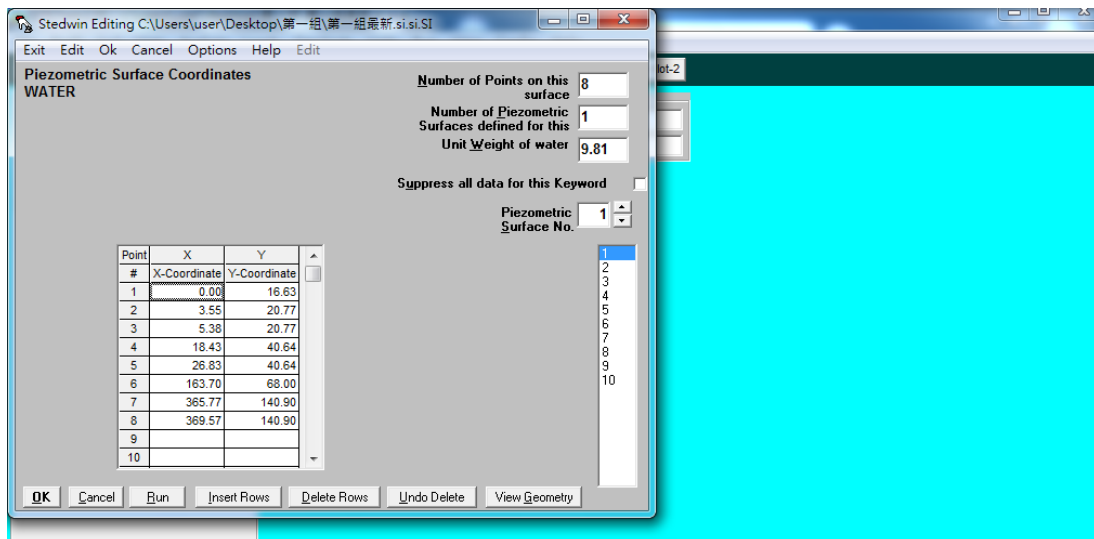 Stedwin Editing C:\Users\user\Desktop\第一組\第一組最新.si.si.SI
Exit Edit Ok Cancel Options Help Edit
Piezometric Surface Coordinates
WATER
Number of Points on this surface 8
Number of Piezometric Surfaces defined for this 1
Unit Weight of water 9.81
Suppress all data for this Keyword
Piezometric Surface No. 1
Point X Y
# X-Coordinate Y-Coordinate
1 0.00 16.63
2 3.55 20.77
3 5.38 20.77
4 18.43 40.64
5 26.83 40.64
6 163.70 68.00
7 365.77 140.90
8 369.57 140.90
9
10
1
2
3
4
5
6
7
8
9
10
OK Cancel Run Insert Rows Delete Rows Undo Delete View Geometry
lot-2